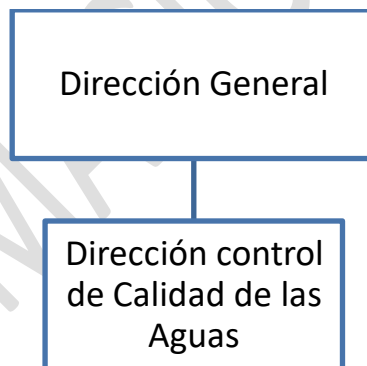 Dirección General
Dirección control
de Calidad de las
Aguas